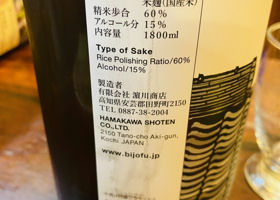 米麹(国産米)
精米歩合 60%
アルコール分 15%
内容量 1800ml
Type of Sake
Rice Polishing Ratio/60%
Alcohol/15%
製造者
有限会社 濵川商店
高知県安芸郡田野町2150
TEL 0887-38-2004
HAMAKAWA SHOTEN
CO.,LTD.
2150 Tano-cho Aki-gun,
Kochi JAPAN
www.bijofu.jp